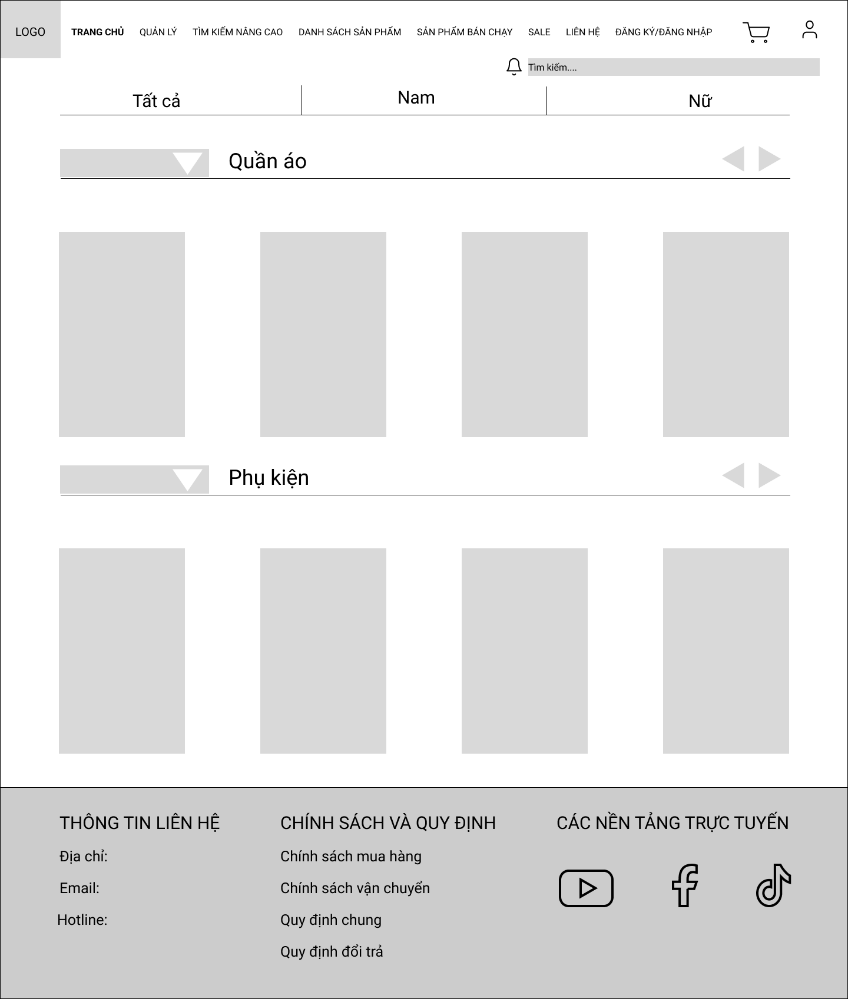 LOGO
TRANG CHỦ QUẢN LÝ TÌM KIẾM NÂNG CAO DANH SÁCH SẢN PHẨM SẢN PHẨM BÁN CHẠY SALE LIÊN HỆ ĐĂNG KÝ/ĐĂNG NHẬP
Tìm kiếm....
Tất cả Nam Nữ
Quần áo
Phụ kiện
THÔNG TIN LIÊN HỆ
Địa chỉ:
Email:
Hotline:
CHÍNH SÁCH VÀ QUY ĐỊNH
Chính sách mua hàng
Chính sách vận chuyển
Quy định chung
Quy định đổi trả
CÁC NỀN TẢNG TRỰC TUYẾN